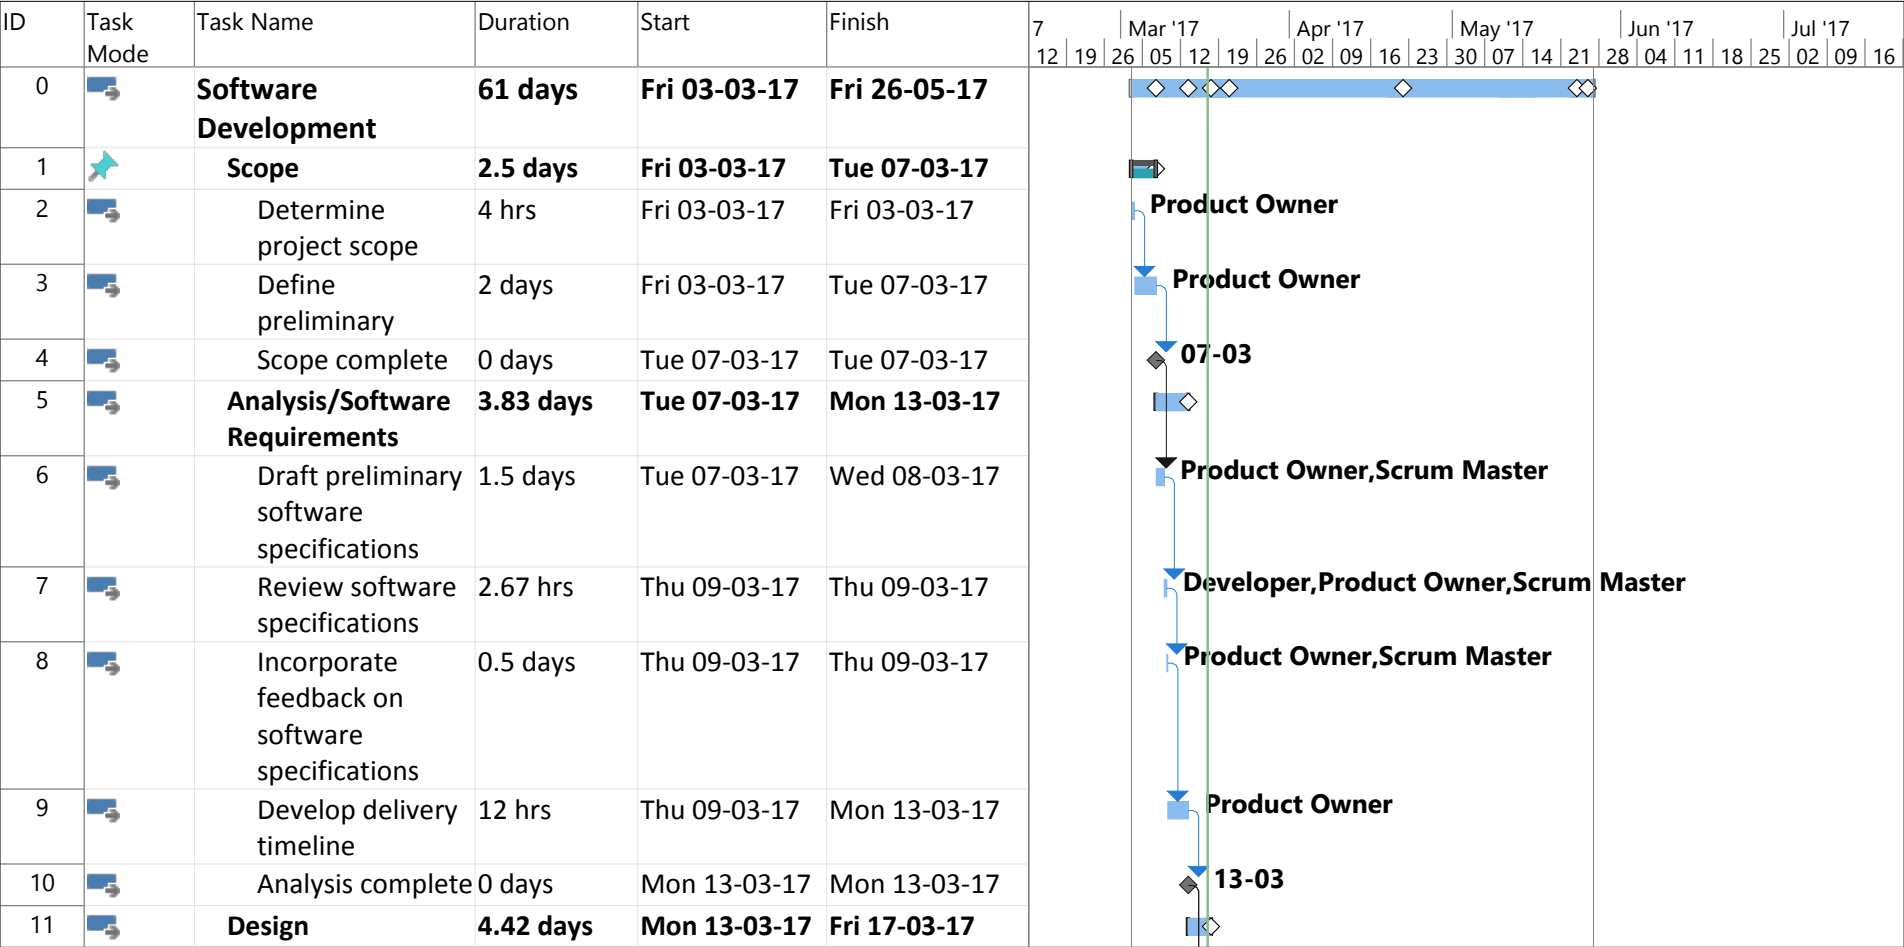 ID Task Mode Task Name Duration Start Finish
7 Mar '17 Apr '17 May '17 Jun '17 Jul '17
12 19 26 05 12 19 26 02 09 16 23 30 07 14 21 28 04 11 18 25 02 09 16
0 Software Development 61 days Fri 03-03-17 Fri 26-05-17
1 Scope 2.5 days Fri 03-03-17 Tue 07-03-17
2 Determine project scope 4 hrs Fri 03-03-17 Fri 03-03-17 Product Owner
3 Define preliminary 2 days Fri 03-03-17 Tue 07-03-17 Product Owner
4 Scope complete 0 days Tue 07-03-17 Tue 07-03-17 07-03
5 Analysis/Software Requirements 3.83 days Tue 07-03-17 Mon 13-03-17
6 Draft preliminary software specifications 1.5 days Tue 07-03-17 Wed 08-03-17 Product Owner,Scrum Master
7 Review software specifications 2.67 hrs Thu 09-03-17 Thu 09-03-17 Developer,Product Owner,Scrum Master
8 Incorporate feedback on software specifications 0.5 days Thu 09-03-17 Thu 09-03-17 Product Owner,Scrum Master
9 Develop delivery timeline 12 hrs Thu 09-03-17 Mon 13-03-17 Product Owner
10 Analysis complete 0 days Mon 13-03-17 Mon 13-03-17 13-03
11 Design 4.42 days Mon 13-03-17 Fri 17-03-17